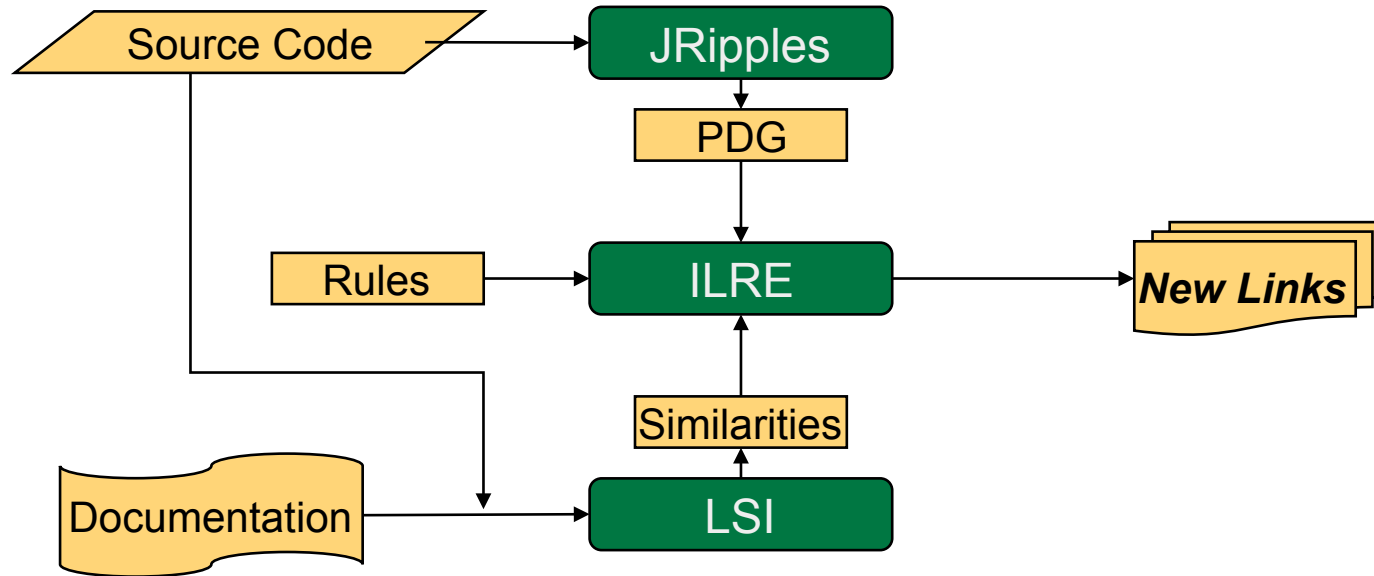 Source Code
JRipples
PDG
Rules
ILRE
New Links
Similarities
Documentation
LSI